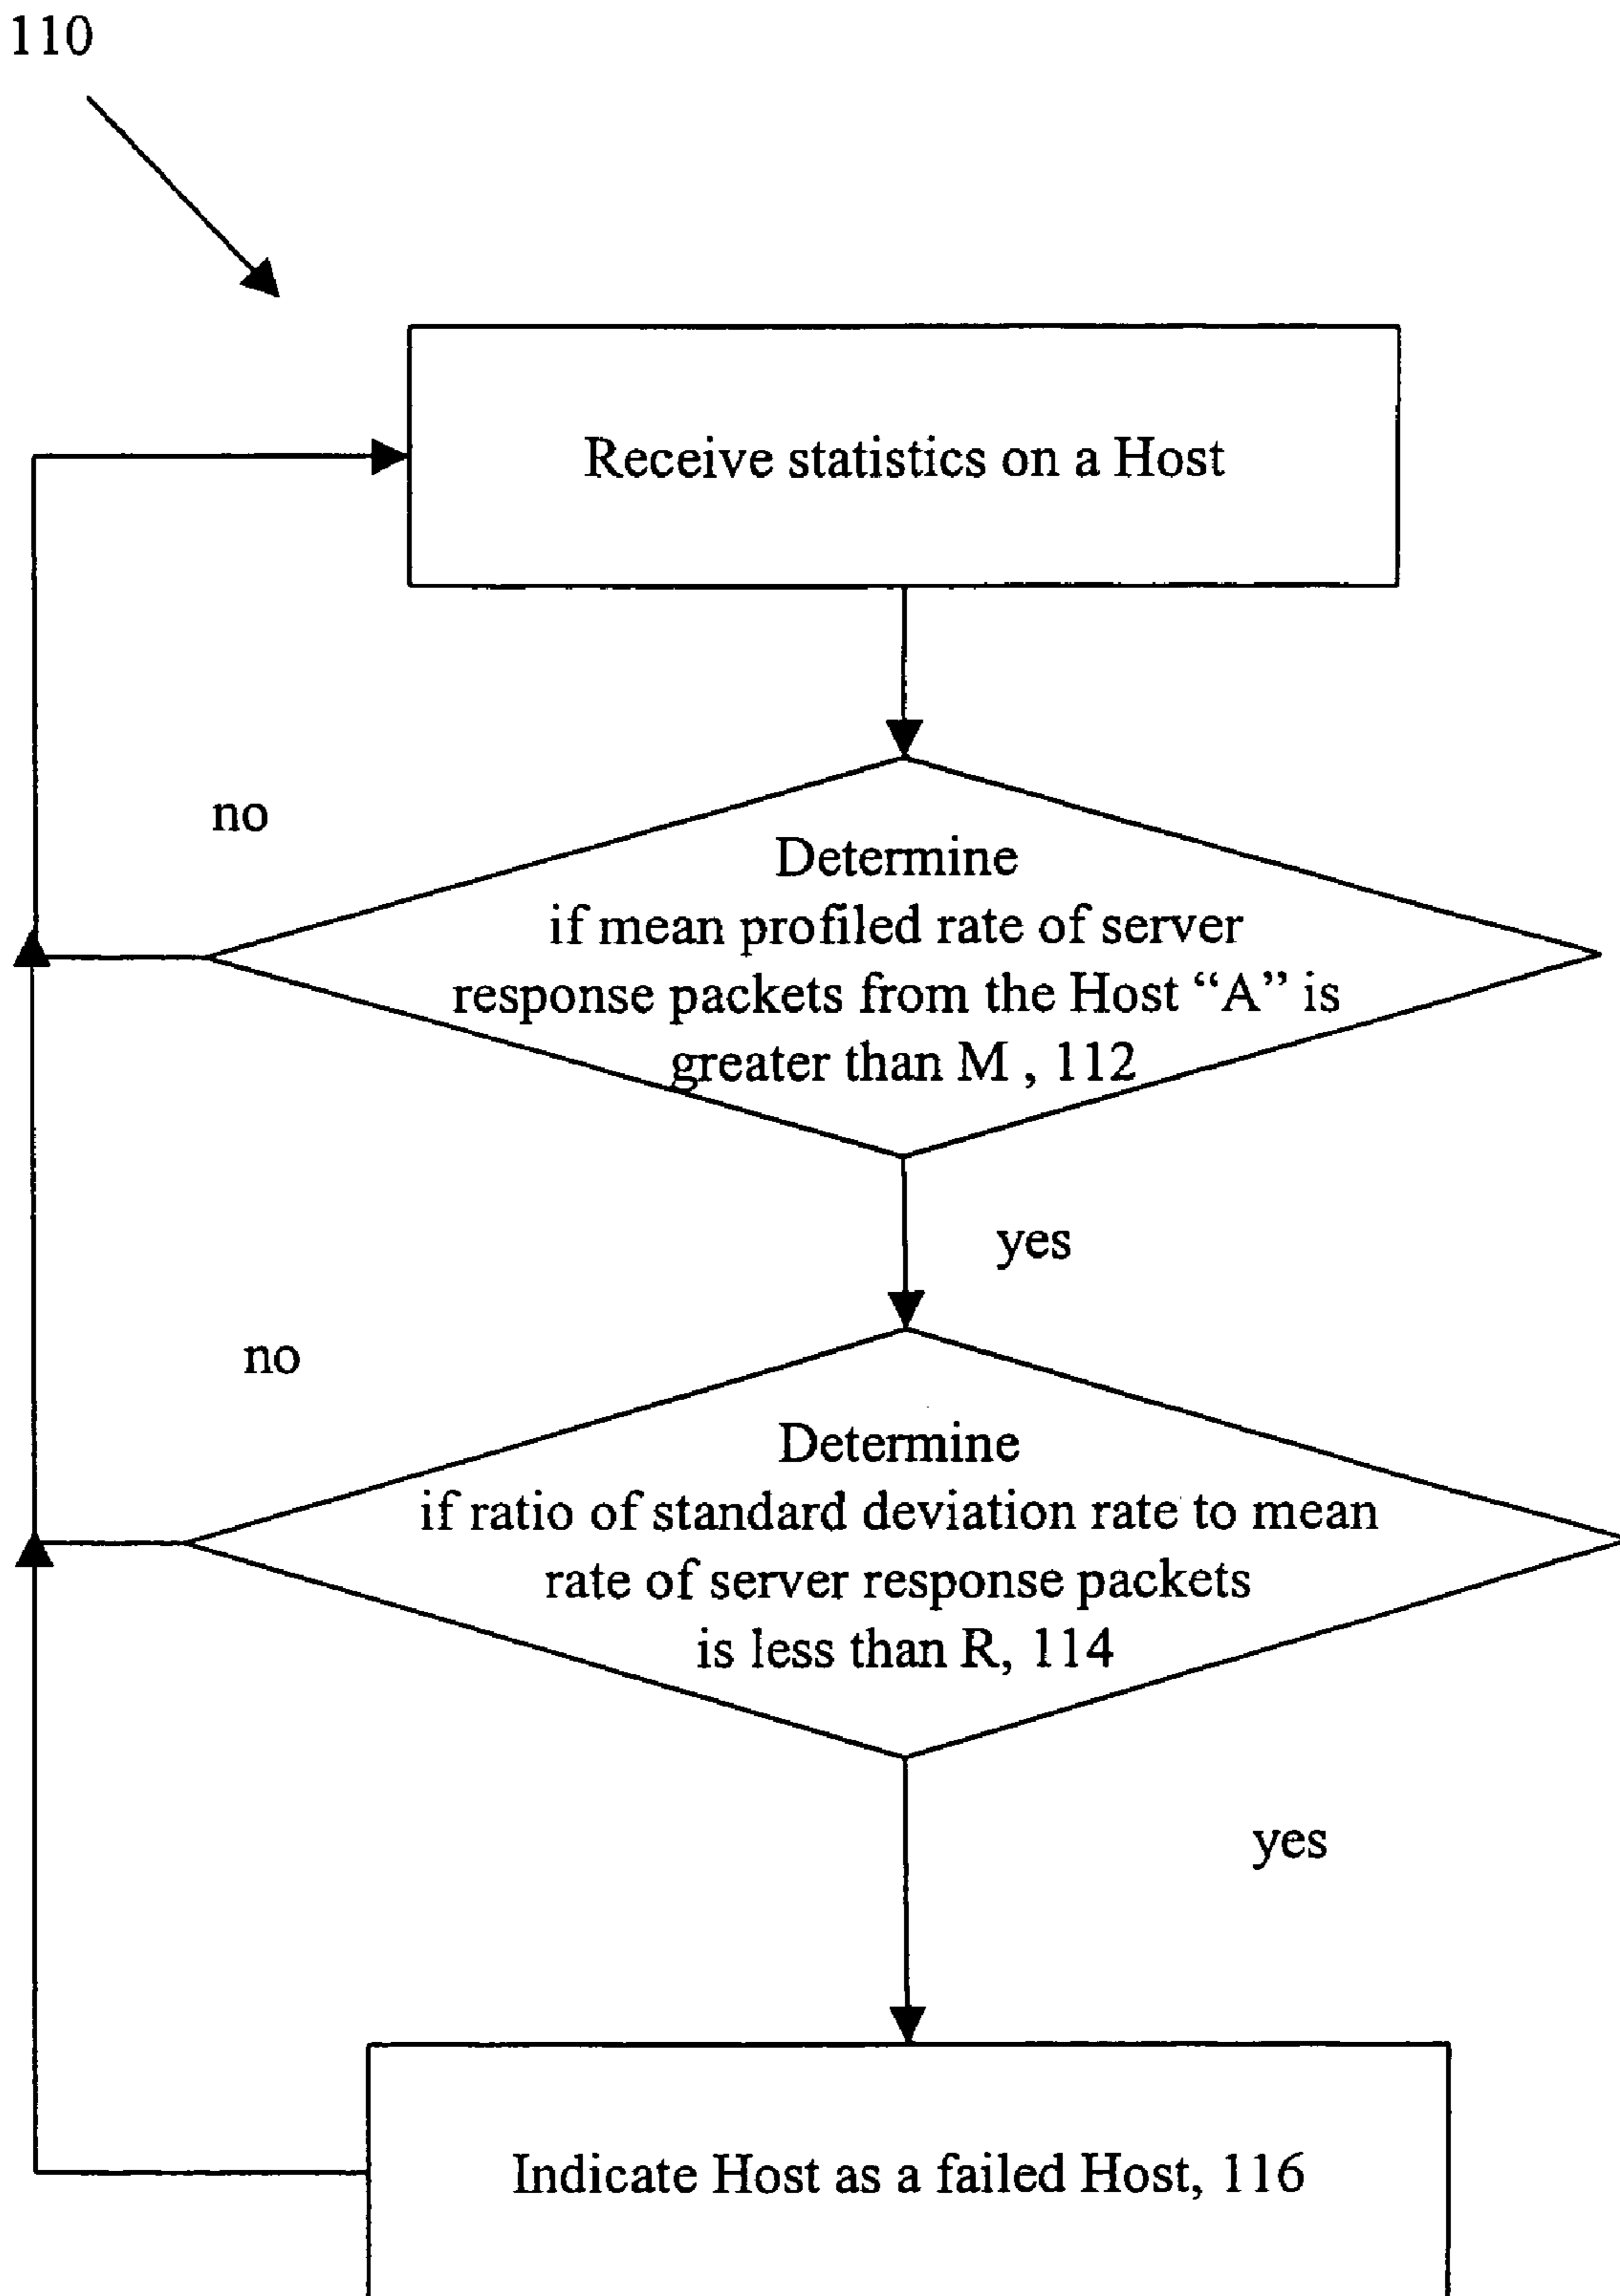 110
Receive statistics on a Host
no
Determine
if mean profiled rate of server
response packets from the Host “A” is
greater than M , 112
yes
no
Determine
if ratio of standard deviation rate to mean
rate of server response packets
is less than R, 114
yes
Indicate Host as a failed Host, 116